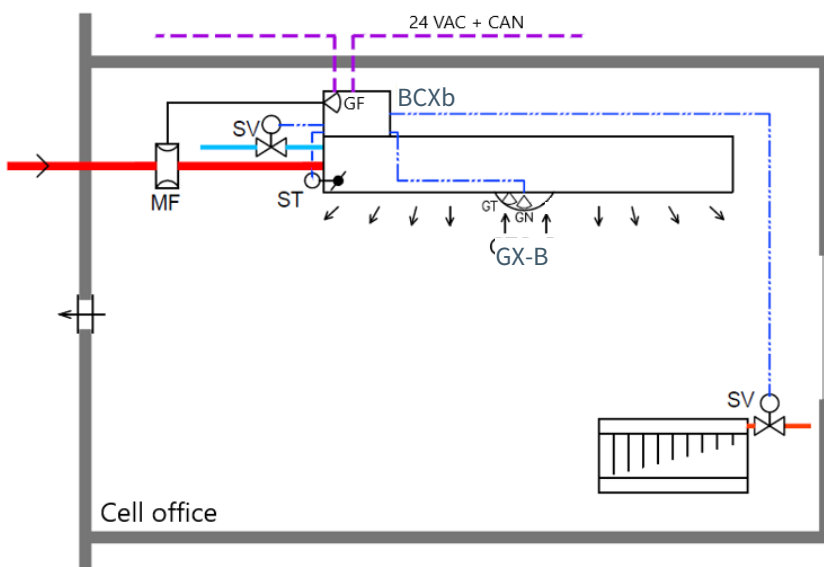 24 VAC + CAN
GF
BCXb
SV
MF
ST
GT
GN
GX-B
SV
Cell office